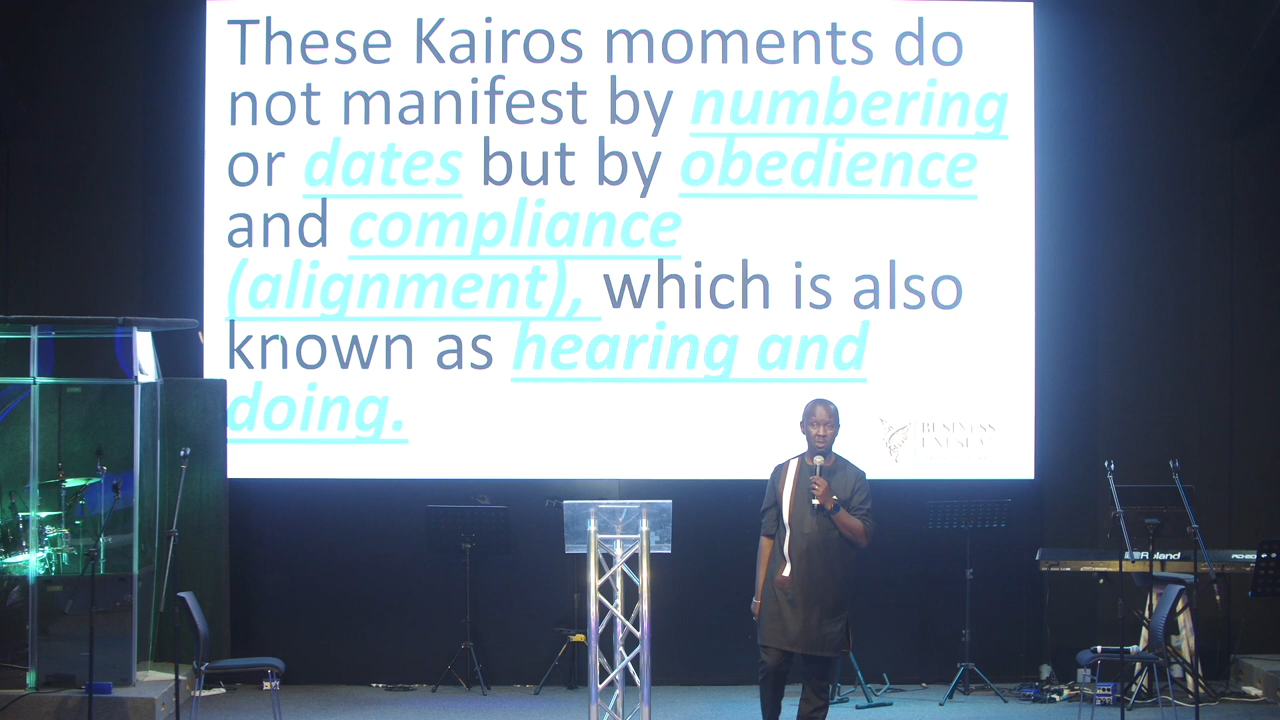 These Kairos moments do
not manifest by numbering
or dates but by obedience
and compliance
(alignment), which is also
known as hearing and
doing.
BUSINESS
Roland